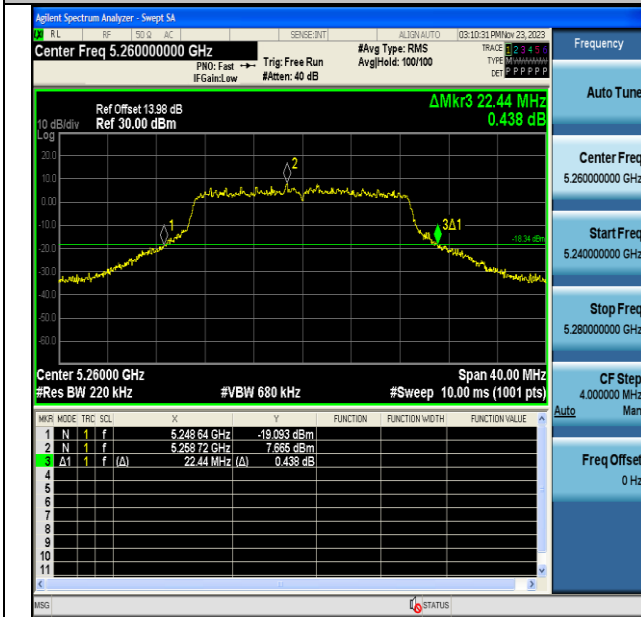 Agilent Spectrum Analyzer - Swept SA
RL RF 50 Ω AC SENSE:INT ALIGN AUTO 03:10:31 PM Nov 23, 2023
Center Freq 5.260000000 GHz
PNO: Fast
IFGain:Low
Trig: Free Run
#Atten: 40 dB
#Avg Type: RMS
Avg|Hold: 100/100
TRACE 1 2 3 4 5 6
TYPE M
DET P P P P P P
Ref Offset 13.98 dB
10 dB/div Ref 30.00 dBm
Log
ΔMkr3 22.44 MHz
0.438 dB
20.0
10.0
0.00
-10.0
-20.0
-30.0
-40.0
-50.0
-60.0
1
2
3Δ1
-18.34 dBm
Center 5.26000 GHz Span 40.00 MHz
#Res BW 220 kHz #VBW 680 kHz #Sweep 10.00 ms (1001 pts)
MKR MODE TRC SCL X Y FUNCTION FUNCTION WIDTH FUNCTION VALUE
1 N 1 f 5.248 64 GHz -19.093 dBm
2 N 1 f 5.258 72 GHz 7.665 dBm
3 Δ1 1 f (Δ) 22.44 MHz (Δ) 0.438 dB
4
5
6
7
8
9
10
11
MSG STATUS
Frequency
Auto Tune
Center Freq
5.260000000 GHz
Start Freq
5.240000000 GHz
Stop Freq
5.280000000 GHz
CF Step
4.000000 MHz
Auto Man
Freq Offset
0 Hz